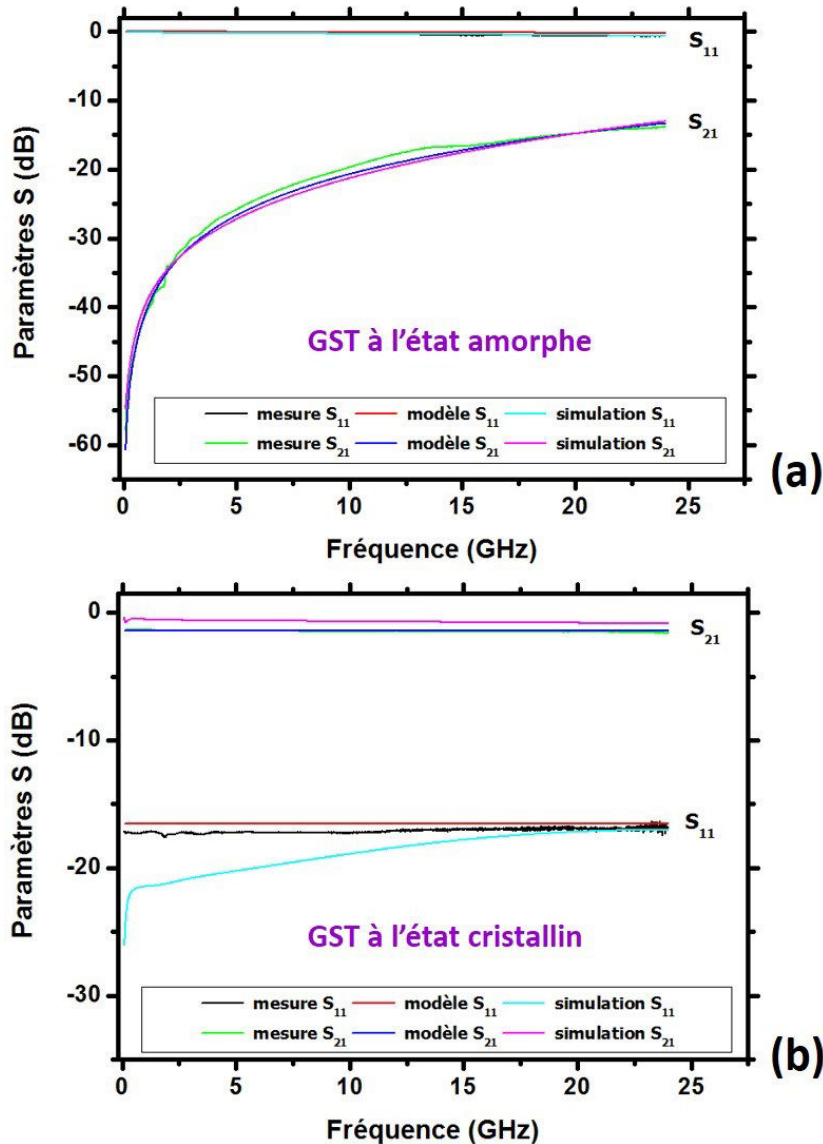 0
-10
-20
-30
-40
-50
-60
Paramètres S (dB)
S11
S21
GST à l'état amorphe
mesure S11 modèle S11 simulation S11
mesure S21 modèle S21 simulation S21
0 5 10 15 20 25
Fréquence (GHz)
(a)
0
-10
-20
-30
Paramètres S (dB)
S21
S11
GST à l'état cristallin
mesure S11 modèle S11 simulation S11
mesure S21 modèle S21 simulation S21
0 5 10 15 20 25
Fréquence (GHz)
(b)